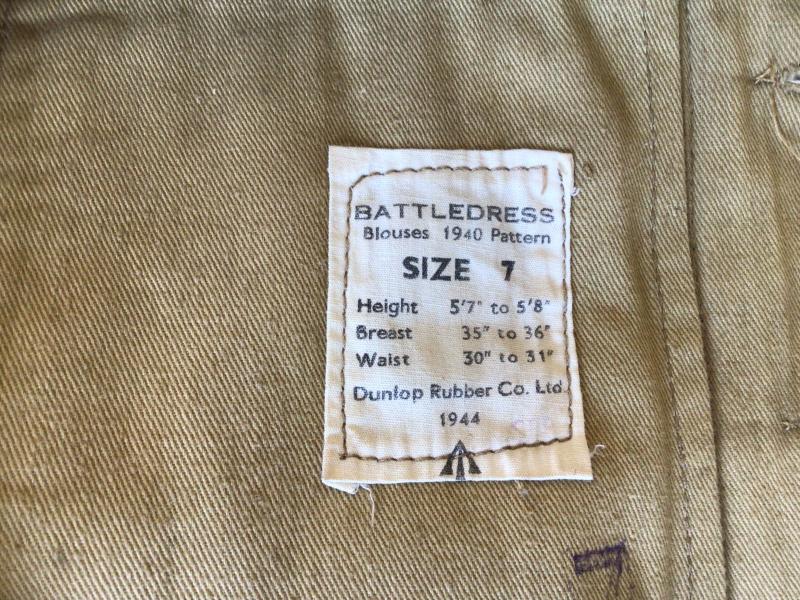 BATTLEDRESS
Blouses 1940 Pattern
SIZE 7
Height 5'7" to 5'8"
Breast 35" to 36"
Waist 30" to 31"
Dunlop Rubber Co. Ltd
1944
7